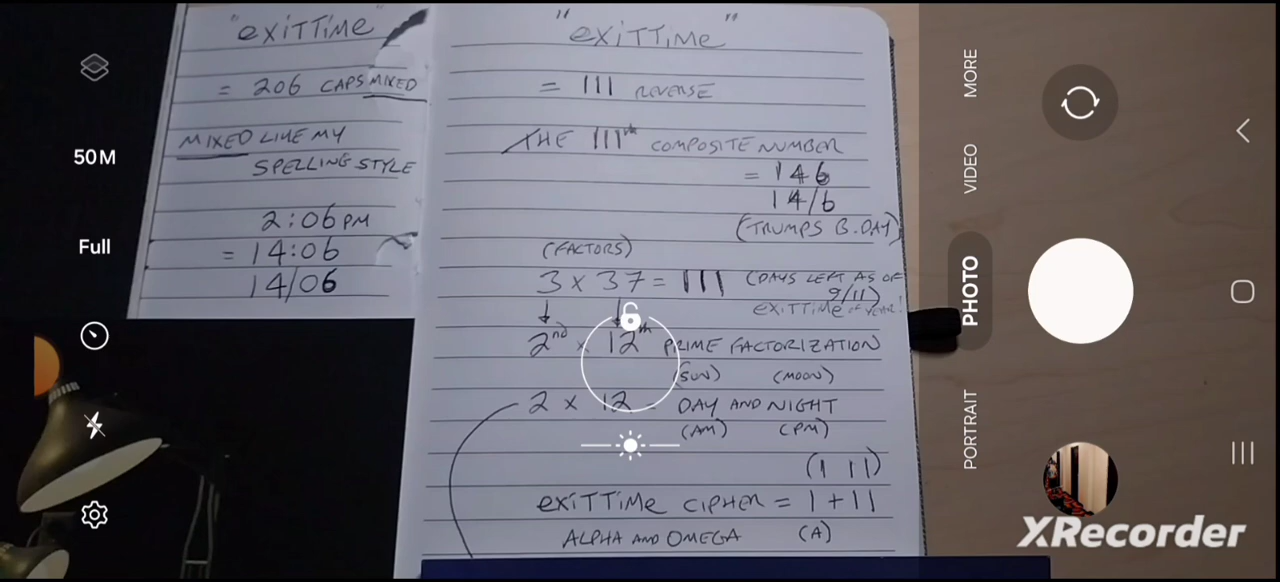 "exiTTiMe"
= 206 CAPS MIXED
MIXED LIKE MY
SPELLING STYLE
2:06 PM
= 14:06
14/06
"exiTTiMe"
= 111 REVERSE
THE 111th COMPOSITE NUMBER
= 146
14/6
(TRUMPS B.DAY)
(FACTORS)
3 x 37 = 111 (DAYS LEFT AS OF
9/11)
exiTTiMe OF YEAR!
2nd x 12th PRIME FACTORIZATION
(SUN) (MOON)
2 x 12 = DAY AND NIGHT
(AM) (PM)
(1 11)
exiTTiMe CIPHER = 1 + 11
ALPHA AND OMEGA (A)
50M
Full
MORE
VIDEO
PHOTO
PORTRAIT
XRecorder